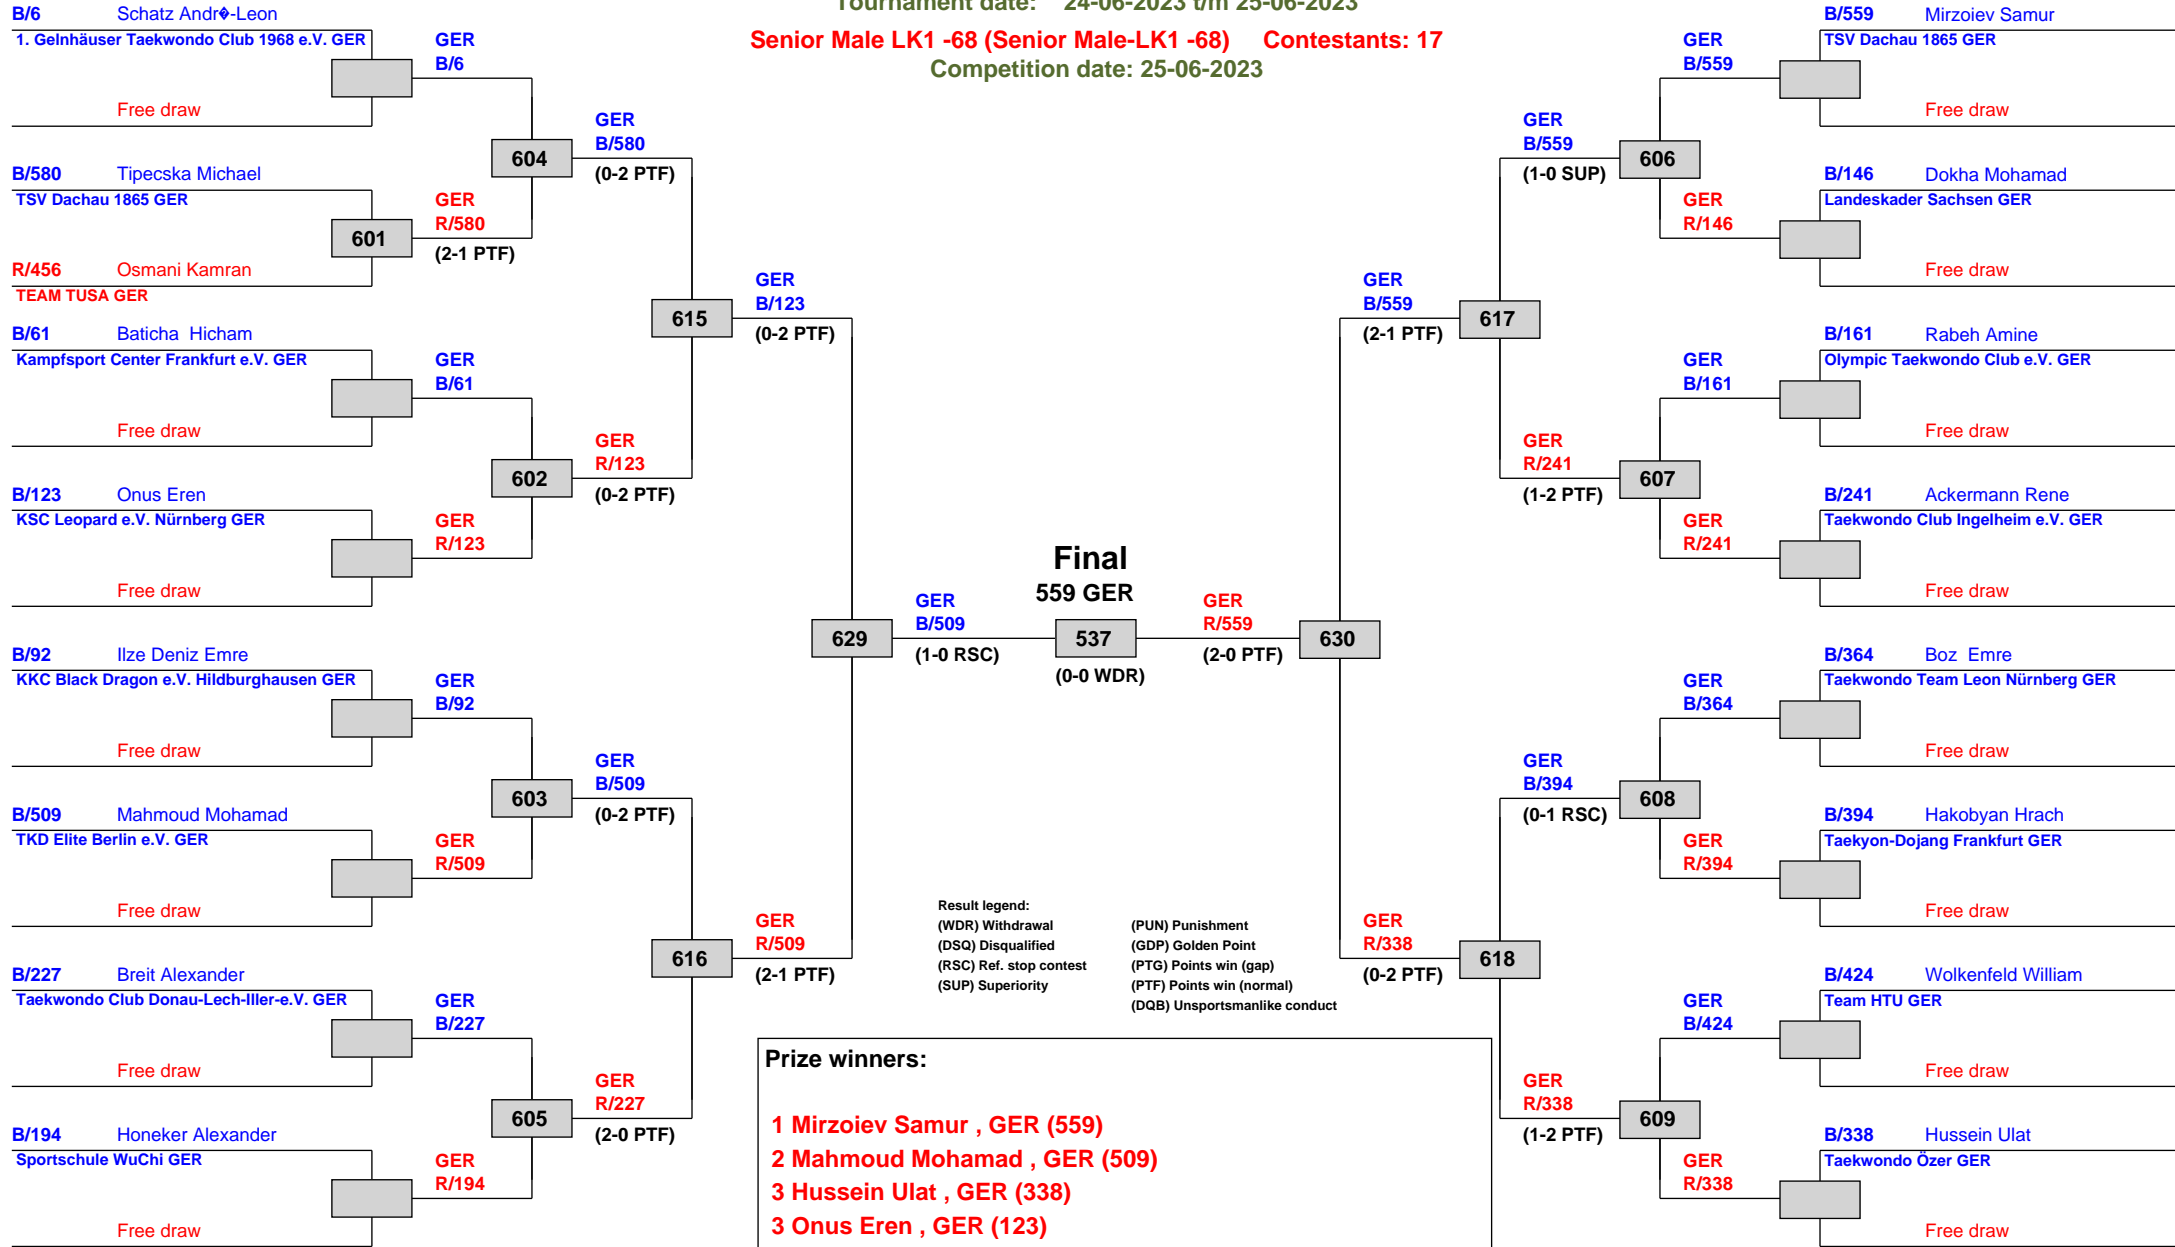 Tournament date: 24-06-2023 t/m 25-06-2023
Senior Male LK1 -68 (Senior Male-LK1 -68) Contestants: 17
Competition date: 25-06-2023
B/6 Schatz Andr�-Leon
1. Gelnhäuser Taekwondo Club 1968 e.V. GER
Free draw
B/580 Tipecska Michael
TSV Dachau 1865 GER
601
R/456 Osmani Kamran
TEAM TUSA GER
B/61 Baticha Hicham
Kampfsport Center Frankfurt e.V. GER
Free draw
B/123 Onus Eren
KSC Leopard e.V. Nürnberg GER
Free draw
B/92 Ilze Deniz Emre
KKC Black Dragon e.V. Hildburghausen GER
Free draw
B/509 Mahmoud Mohamad
TKD Elite Berlin e.V. GER
Free draw
B/227 Breit Alexander
Taekwondo Club Donau-Lech-Iller-e.V. GER
Free draw
B/194 Honeker Alexander
Sportschule WuChi GER
Free draw
GER
B/6
604
GER
R/580
(2-1 PTF)
GER
B/61
602
GER
R/123
GER
B/92
603
GER
R/509
GER
B/227
605
GER
R/194
GER
B/580
(0-2 PTF)
615
GER
R/123
(0-2 PTF)
GER
B/509
(0-2 PTF)
616
GER
R/227
(2-0 PTF)
GER
B/123
(0-2 PTF)
629
GER
R/509
(2-1 PTF)
GER
B/509
(1-0 RSC)
Final
559 GER
537
(0-0 WDR)
GER
R/559
(2-0 PTF)
GER
B/559
(2-1 PTF)
630
GER
R/338
(0-2 PTF)
GER
B/559
(1-0 SUP)
617
GER
R/241
(1-2 PTF)
GER
B/394
(0-1 RSC)
618
GER
R/338
(1-2 PTF)
GER
B/559
606
GER
R/146
GER
B/161
607
GER
R/241
GER
B/364
608
GER
R/394
GER
B/424
609
GER
R/338
B/559 Mirzoiev Samur
TSV Dachau 1865 GER
Free draw
B/146 Dokha Mohamad
Landeskader Sachsen GER
Free draw
B/161 Rabeh Amine
Olympic Taekwondo Club e.V. GER
Free draw
B/241 Ackermann Rene
Taekwondo Club Ingelheim e.V. GER
Free draw
B/364 Boz Emre
Taekwondo Team Leon Nürnberg GER
Free draw
B/394 Hakobyan Hrach
Taekyon-Dojang Frankfurt GER
Free draw
B/424 Wolkenfeld William
Team HTU GER
Free draw
B/338 Hussein Ulat
Taekwondo Özer GER
Free draw
Result legend:
(WDR) Withdrawal (PUN) Punishment
(DSQ) Disqualified (GDP) Golden Point
(RSC) Ref. stop contest (PTG) Points win (gap)
(SUP) Superiority (PTF) Points win (normal)
(DQB) Unsportsmanlike conduct
Prize winners:
1 Mirzoiev Samur , GER (559)
2 Mahmoud Mohamad , GER (509)
3 Hussein Ulat , GER (338)
3 Onus Eren , GER (123)